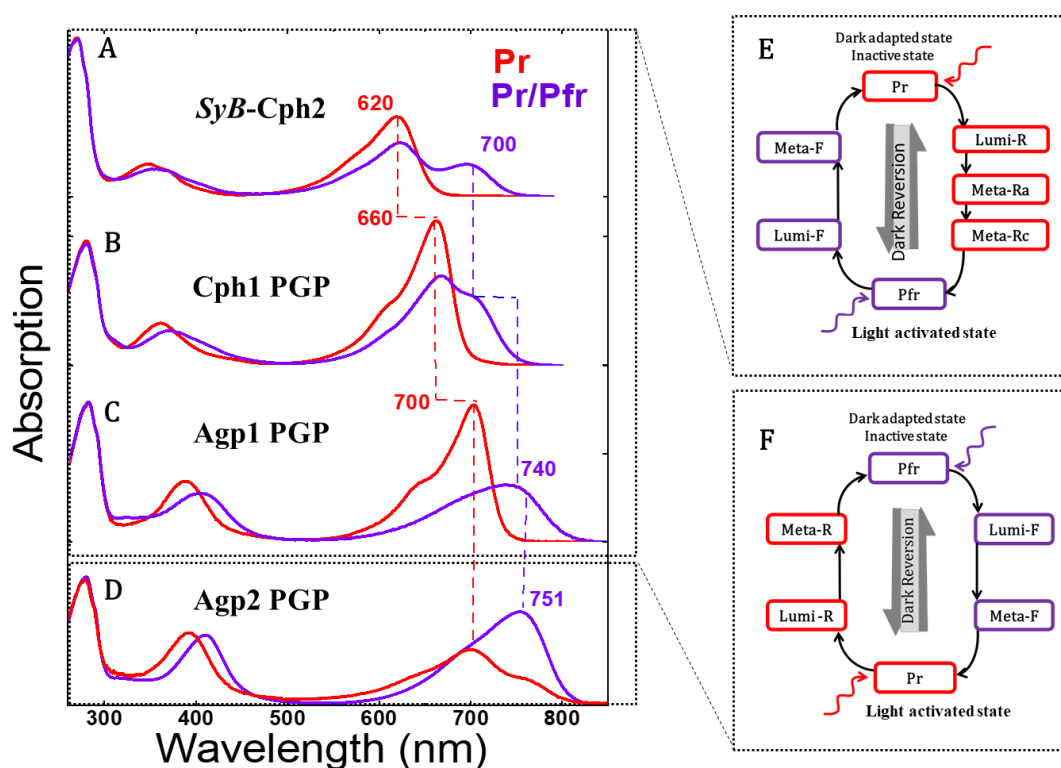 A
Pr
Pr/Pfr
620
SyB-Cph2
700
660
B
Cph1 PGP
700
C
Agp1 PGP
740
D
Agp2 PGP
751
300 400 500 600 700 800
Wavelength (nm)
Absorption
E
Dark adapted state
Inactive state
Pr
Meta-F
Lumi-R
Meta-Ra
Lumi-F
Meta-Rc
Dark Reversion
Pfr
Light activated state
F
Dark adapted state
Inactive state
Pfr
Meta-R
Lumi-F
Dark Reversion
Lumi-R
Meta-F
Pr
Light activated state